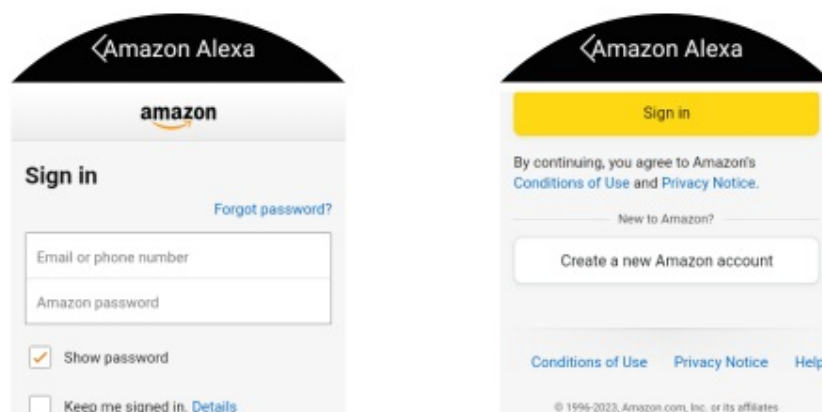 Amazon Alexa
amazon
Sign in
Forgot password?
Email or phone number
Amazon password
Show password
Keep me signed in. Details
Amazon Alexa
Sign in
By continuing, you agree to Amazon's
Conditions of Use and Privacy Notice.
New to Amazon?
Create a new Amazon account
Conditions of Use Privacy Notice Help
© 1996-2023, Amazon.com, Inc. or its affiliates